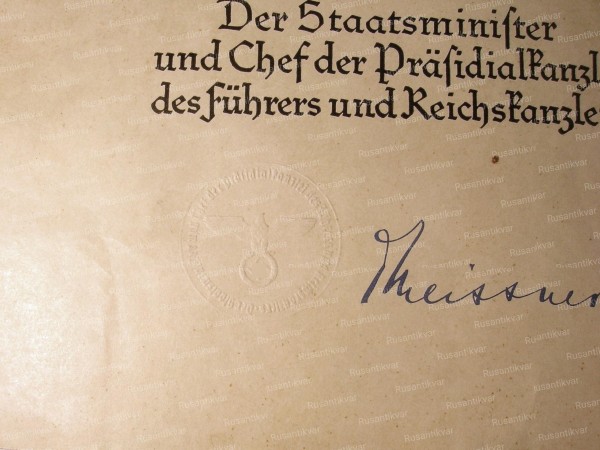 Der Staatsminister
und Chef der Präsidialkanzl
des Führers und Reichskanzle
Meissner
Rusantikvar